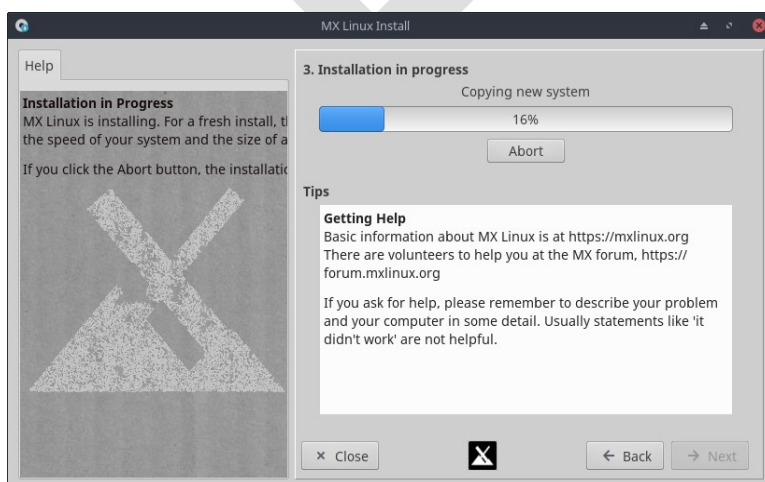 MX Linux Install
Help
Installation in Progress
MX Linux is installing. For a fresh install, t
the speed of your system and the size of a
If you click the Abort button, the installatio
3. Installation in progress
Copying new system
16%
Abort
Tips
Getting Help
Basic information about MX Linux is at https://mxlinux.org
There are volunteers to help you at the MX forum, https://
forum.mxlinux.org
If you ask for help, please remember to describe your problem
and your computer in some detail. Usually statements like 'it
didn't work' are not helpful.
Close
Back
Next